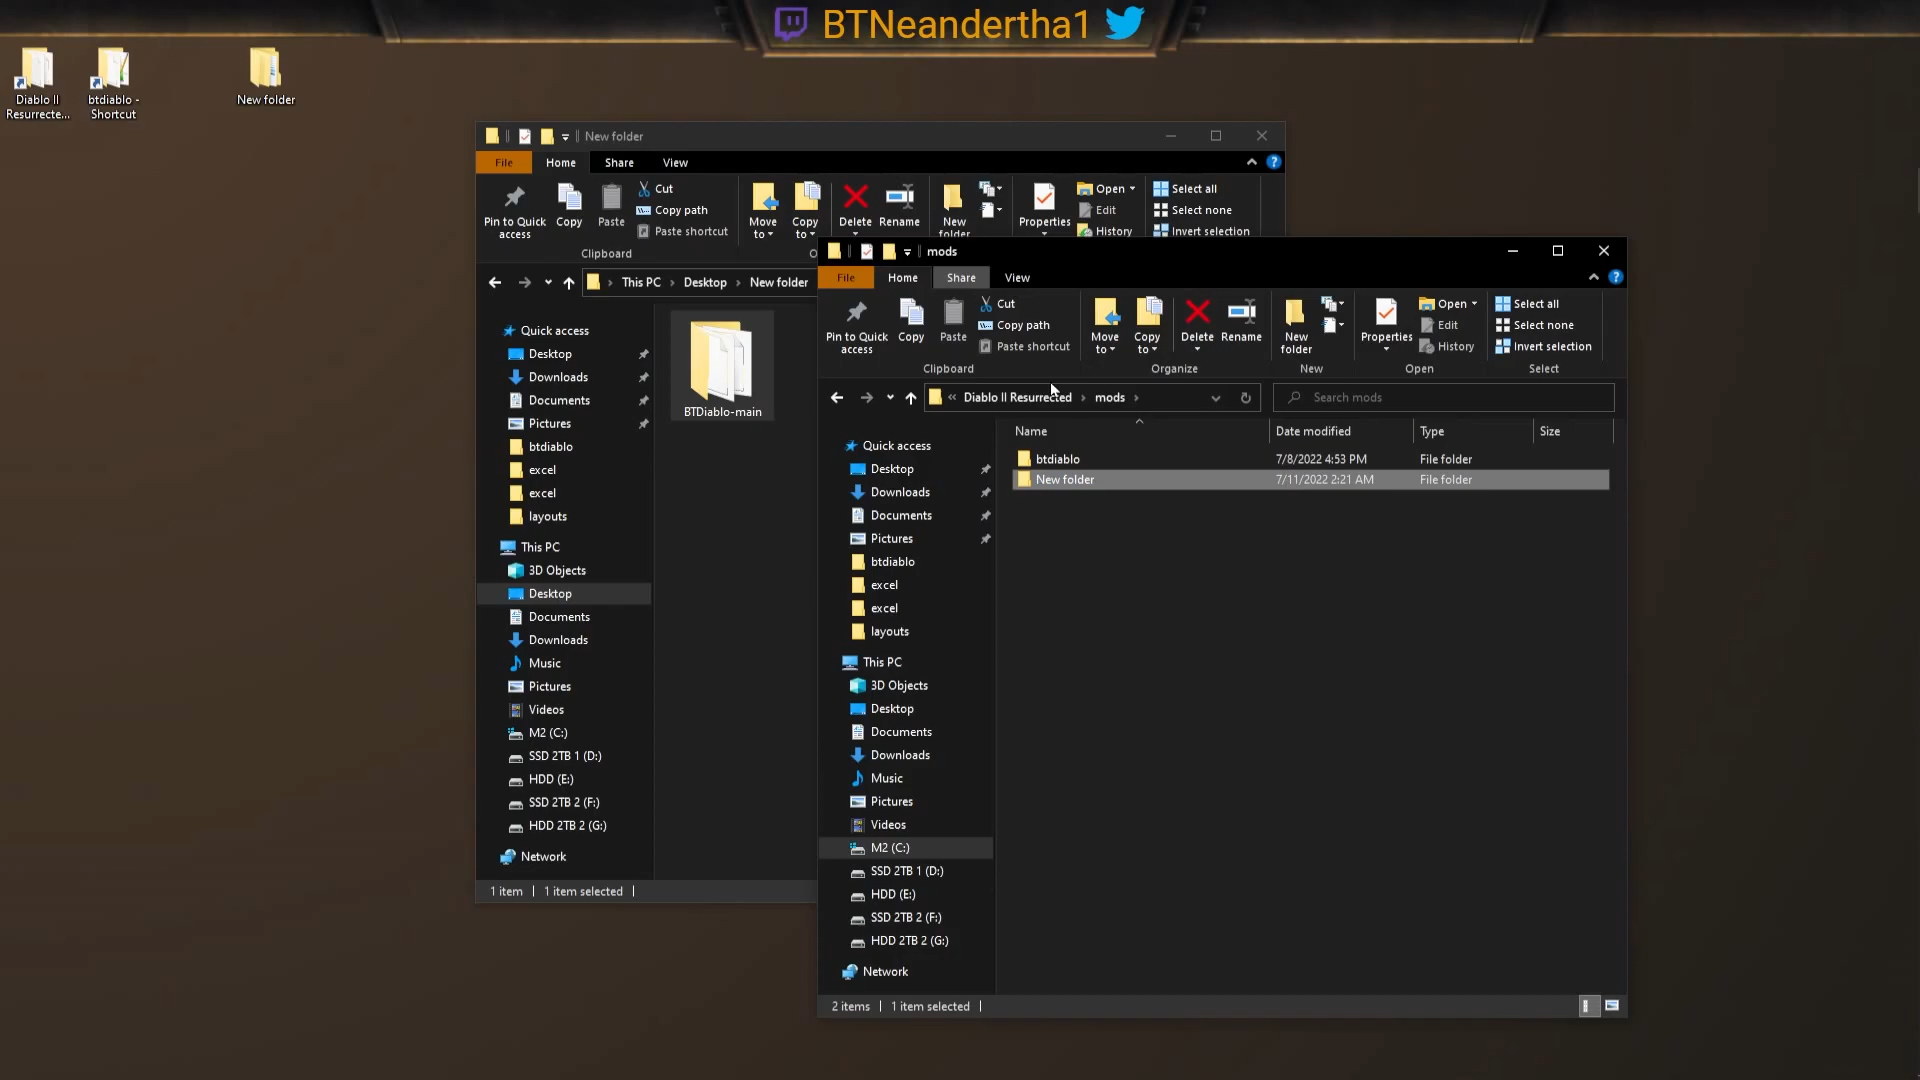 BTNeandertha1
Diablo II
Resurrecte...
btdiablo -
Shortcut
New folder
New folder
File Home Share View
Pin to Quick
access
Copy
Paste
Cut
Copy path
Paste shortcut
Move
to
Copy
to
Delete
Rename
New
folder
Properties
Open
Edit
History
Select all
Select none
Invert selection
Clipboard
O
This PC › Desktop › New folder
Quick access
Desktop
Downloads
Documents
Pictures
btdiablo
excel
excel
layouts
This PC
3D Objects
Desktop
Documents
Downloads
Music
Pictures
Videos
M2 (C:)
SSD 2TB 1 (D:)
HDD (E:)
SSD 2TB 2 (F:)
HDD 2TB 2 (G:)
Network
BTDiablo-main
1 item 1 item selected
mods
File Home Share View
Pin to Quick
access
Copy
Paste
Cut
Copy path
Paste shortcut
Move
to
Copy
to
Delete
Rename
New
folder
Properties
Open
Edit
History
Select all
Select none
Invert selection
Clipboard Organize New Open Select
« Diablo II Resurrected › mods ›
Search mods
Name Date modified Type Size
btdiablo 7/8/2022 4:53 PM File folder
New folder 7/11/2022 2:21 AM File folder
Quick access
Desktop
Downloads
Documents
Pictures
btdiablo
excel
excel
layouts
This PC
3D Objects
Desktop
Documents
Downloads
Music
Pictures
Videos
M2 (C:)
SSD 2TB 1 (D:)
HDD (E:)
SSD 2TB 2 (F:)
HDD 2TB 2 (G:)
Network
2 items 1 item selected